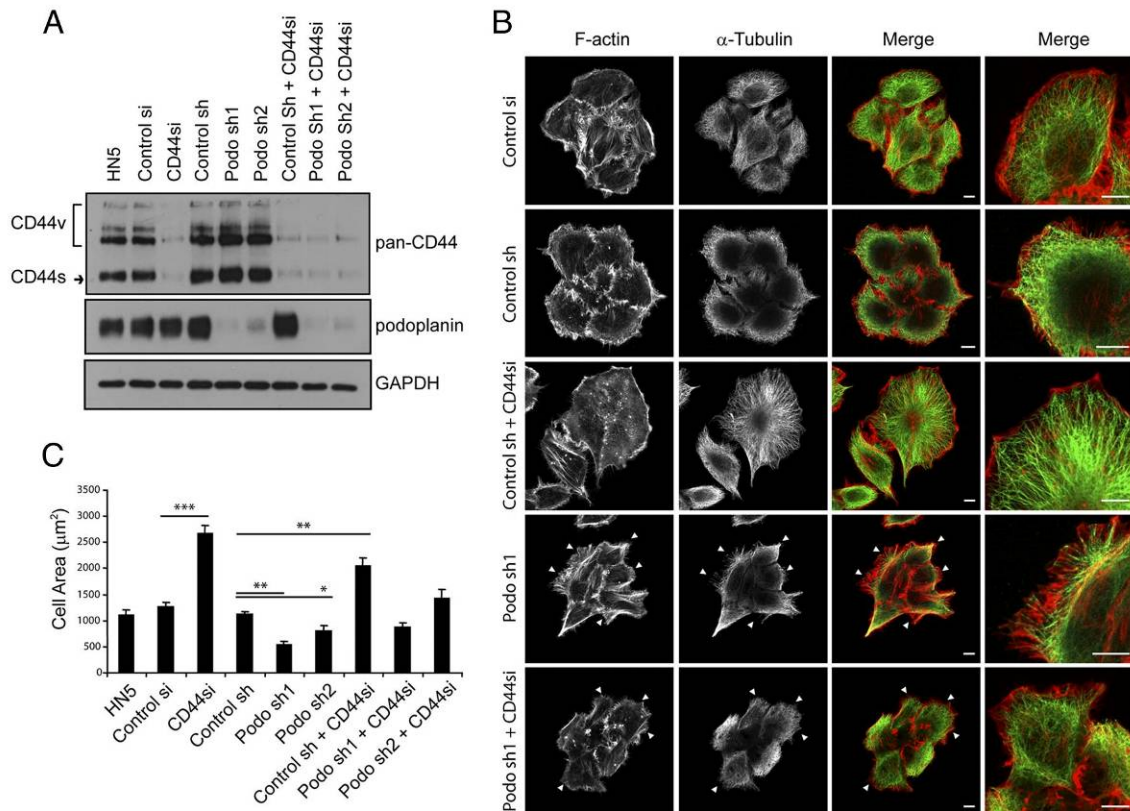 A
HN5
Control si
CD44si
Control sh
Podo sh1
Podo sh2
Control Sh + CD44si
Podo Sh1 + CD44si
Podo Sh2 + CD44si
CD44v
CD44s
pan-CD44
podoplanin
GAPDH
B
F-actin
α-Tubulin
Merge
Merge
Control si
Control sh
Control sh + CD44si
Podo sh1
Podo sh1 + CD44si
C
Cell Area (μm²)
3500
3000
2500
2000
1500
1000
500
0
***
**
**
*
HN5
Control si
CD44si
Control sh
Podo sh1
Podo sh2
Control sh + CD44si
Podo sh1 + CD44si
Podo sh2 + CD44si